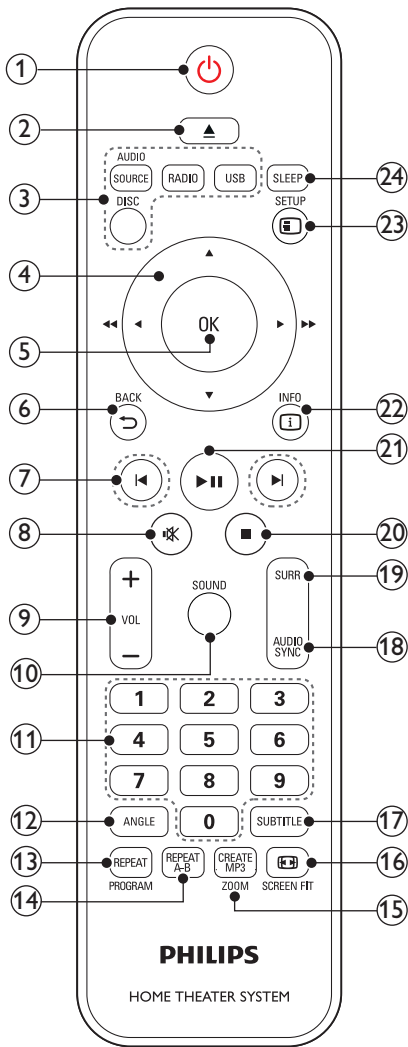 1
2
AUDIO
SOURCE RADIO USB SLEEP 24
3 DISC SETUP 23
4
OK
5
BACK INFO
6 i 22
21
7
8 20
+ SURR 19
SOUND
9 VOL
AUDIO
SYNC 18
–
10
1 2 3
11 4 5 6
7 8 9
12 ANGLE 0 SUBTITLE 17
13 REPEAT REPEAT
A-B CREATE
MP3 16
PROGRAM ZOOM SCREEN FIT
14 15
PHILIPS
HOME THEATER SYSTEM